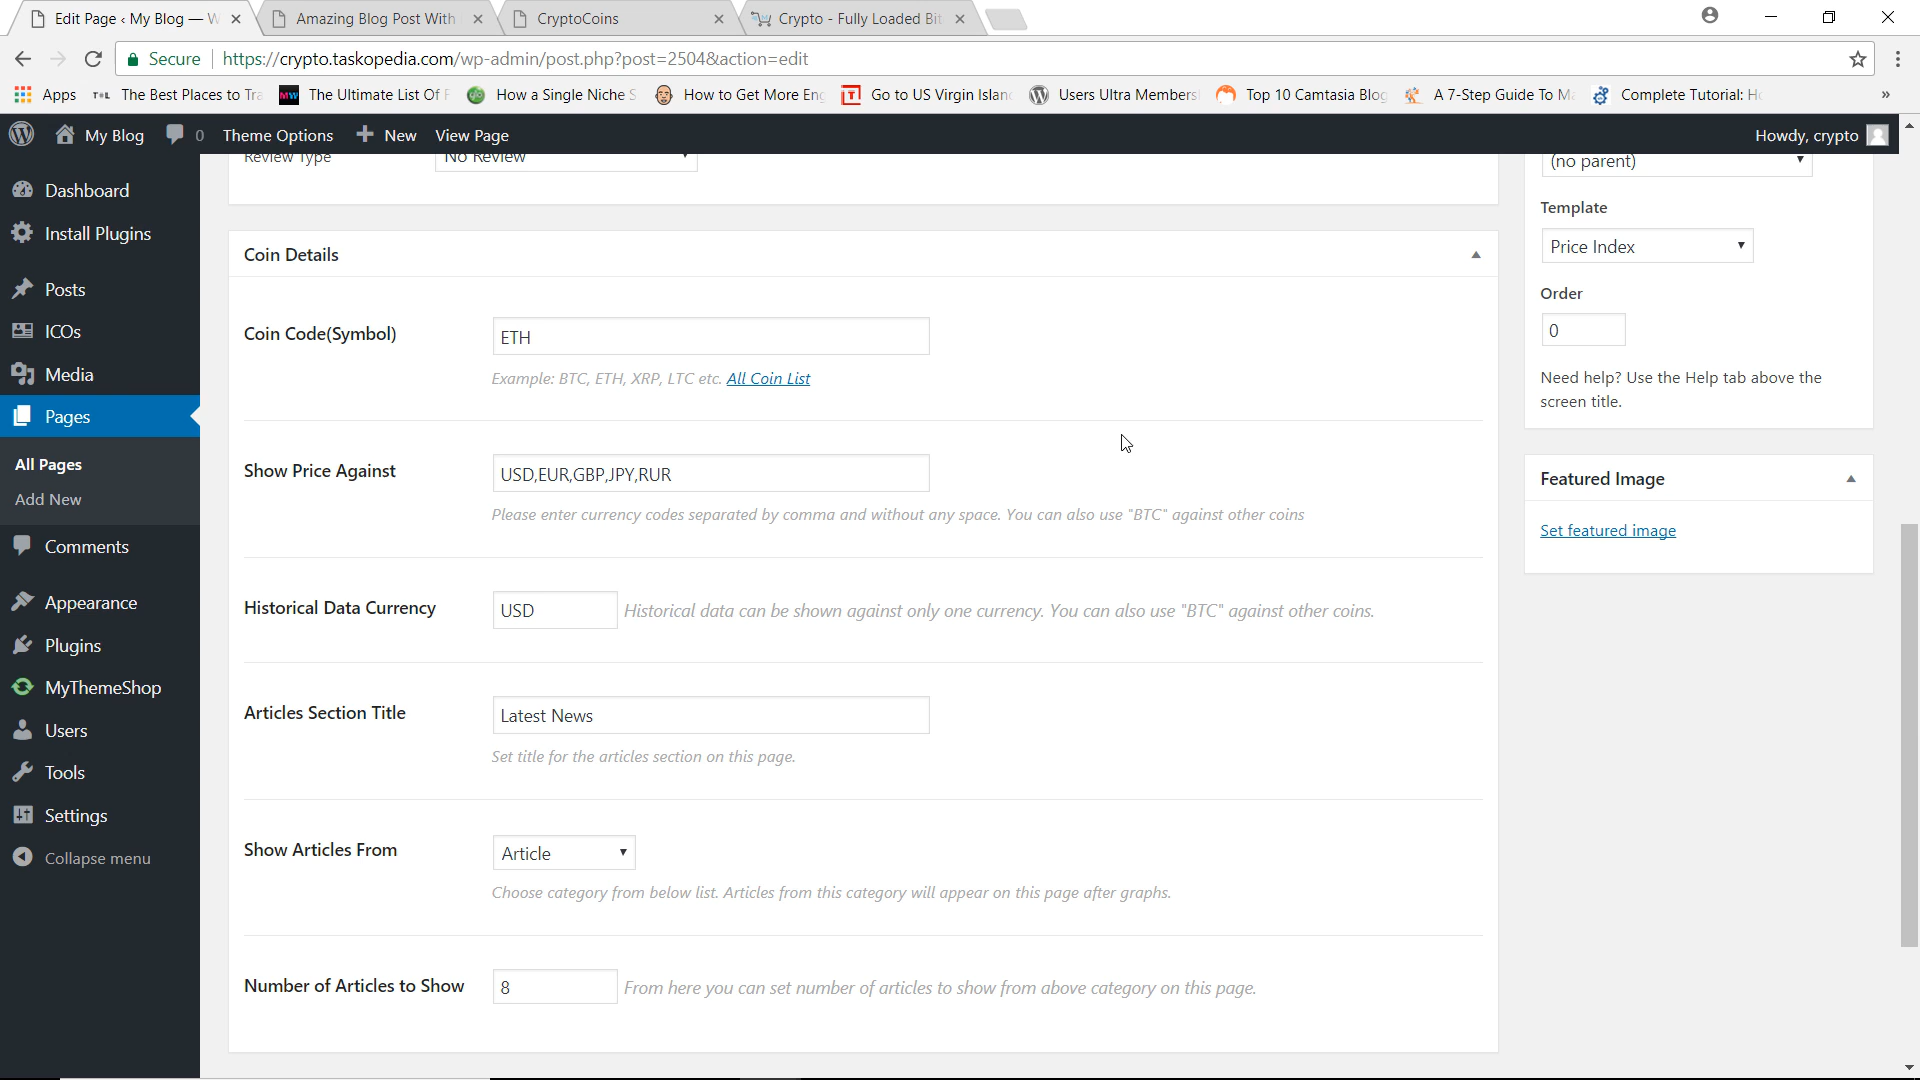 Edit Page ‹ My Blog — W
Amazing Blog Post With
CryptoCoins
Crypto - Fully Loaded Bit
Secure
https://crypto.taskopedia.com/wp-admin/post.php?post=2504&action=edit
Apps
T•L
The Best Places to Tra
MW
The Ultimate List Of F
How a Single Niche S
How to Get More Eng
Go to US Virgin Islan
Users Ultra Members
Top 10 Camtasia Blog
A 7-Step Guide To Ma
Complete Tutorial: Ho
»
My Blog
0
Theme Options
New
View Page
Howdy, crypto
Dashboard
Install Plugins
Posts
ICOs
Media
Pages
All Pages
Add New
Comments
Appearance
Plugins
MyThemeShop
Users
Tools
Settings
Collapse menu
Review Type
No Review
Coin Details
Coin Code(Symbol)
ETH
Example: BTC, ETH, XRP, LTC etc. All Coin List
Show Price Against
USD,EUR,GBP,JPY,RUR
Please enter currency codes separated by comma and without any space. You can also use "BTC" against other coins
Historical Data Currency
USD
Historical data can be shown against only one currency. You can also use "BTC" against other coins.
Articles Section Title
Latest News
Set title for the articles section on this page.
Show Articles From
Article
Choose category from below list. Articles from this category will appear on this page after graphs.
Number of Articles to Show
8
From here you can set number of articles to show from above category on this page.
(no parent)
Template
Price Index
Order
0
Need help? Use the Help tab above the
screen title.
Featured Image
Set featured image